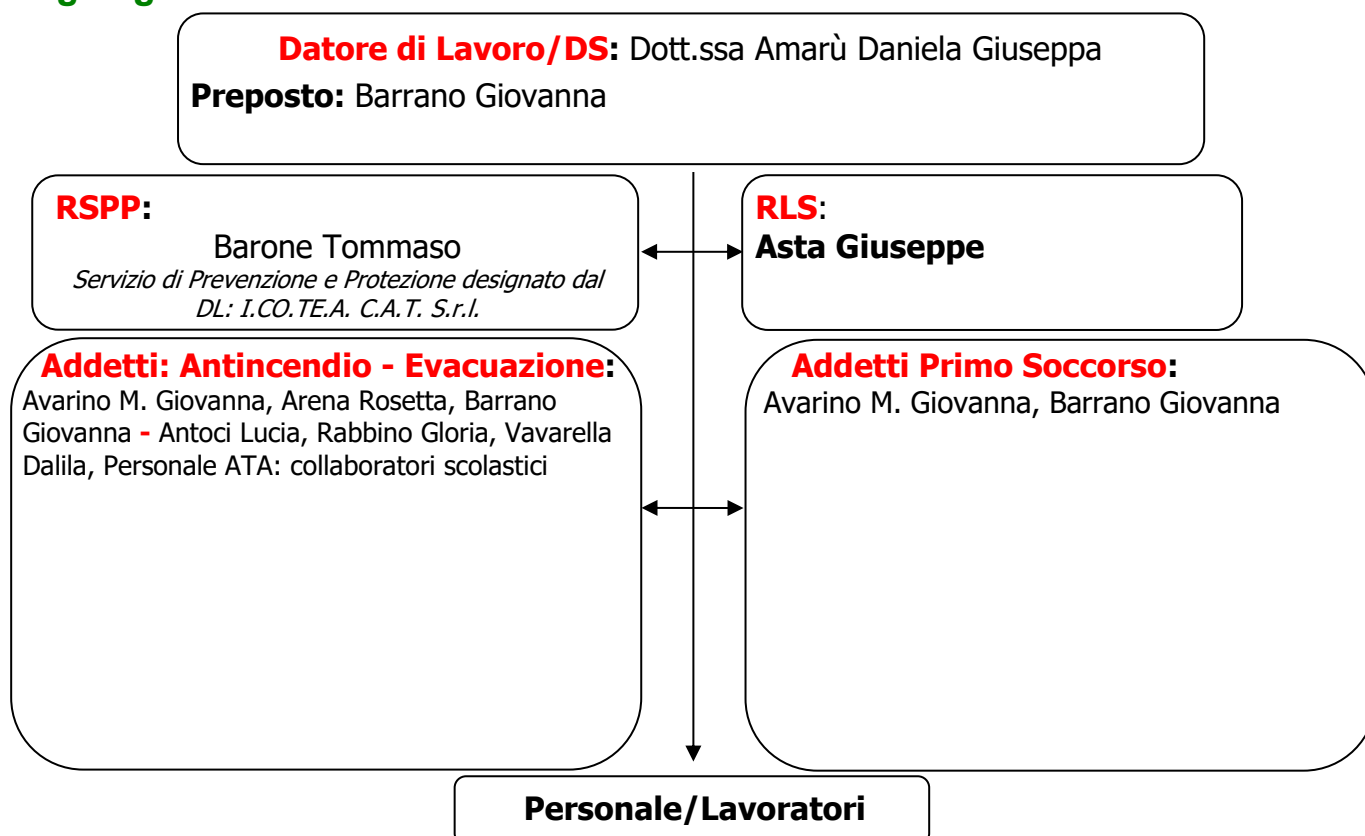 Datore di Lavoro/DS: Dott.ssa Amarù Daniela Giuseppa
Preposto: Barrano Giovanna
RSPP:
Barone Tommaso
Servizio di Prevenzione e Protezione designato dal
DL: I.CO.TE.A. C.A.T. S.r.l.
RLS:
Asta Giuseppe
Addetti: Antincendio - Evacuazione:
Avarino M. Giovanna, Arena Rosetta, Barrano
Giovanna - Antoci Lucia, Rabbino Gloria, Vavarella
Dalila, Personale ATA: collaboratori scolastici
Addetti Primo Soccorso:
Avarino M. Giovanna, Barrano Giovanna
Personale/Lavoratori